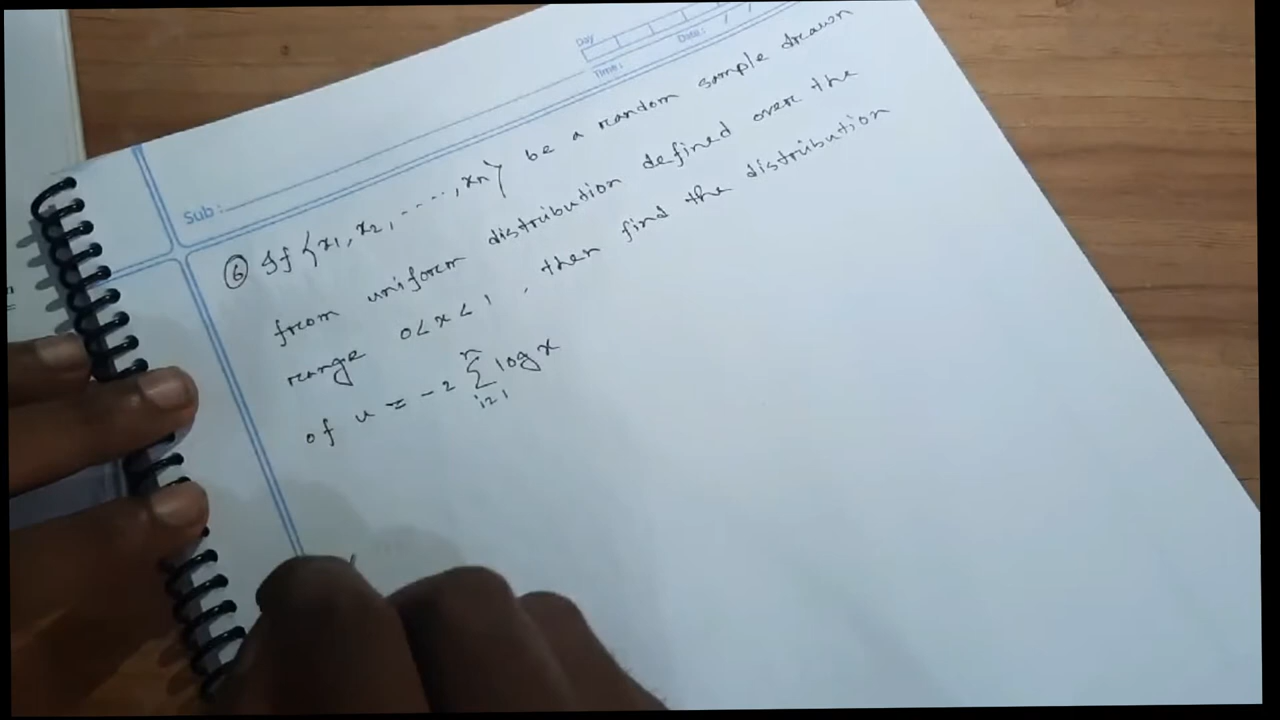 Day
Time:
Date: / /
Sub:
⑥ If {x1, x2, ....., xn} be a random sample drawn
from uniform distribution defined over the
range 0 < x < 1, then find the distribution
of u = -2 n∑i=1 log x